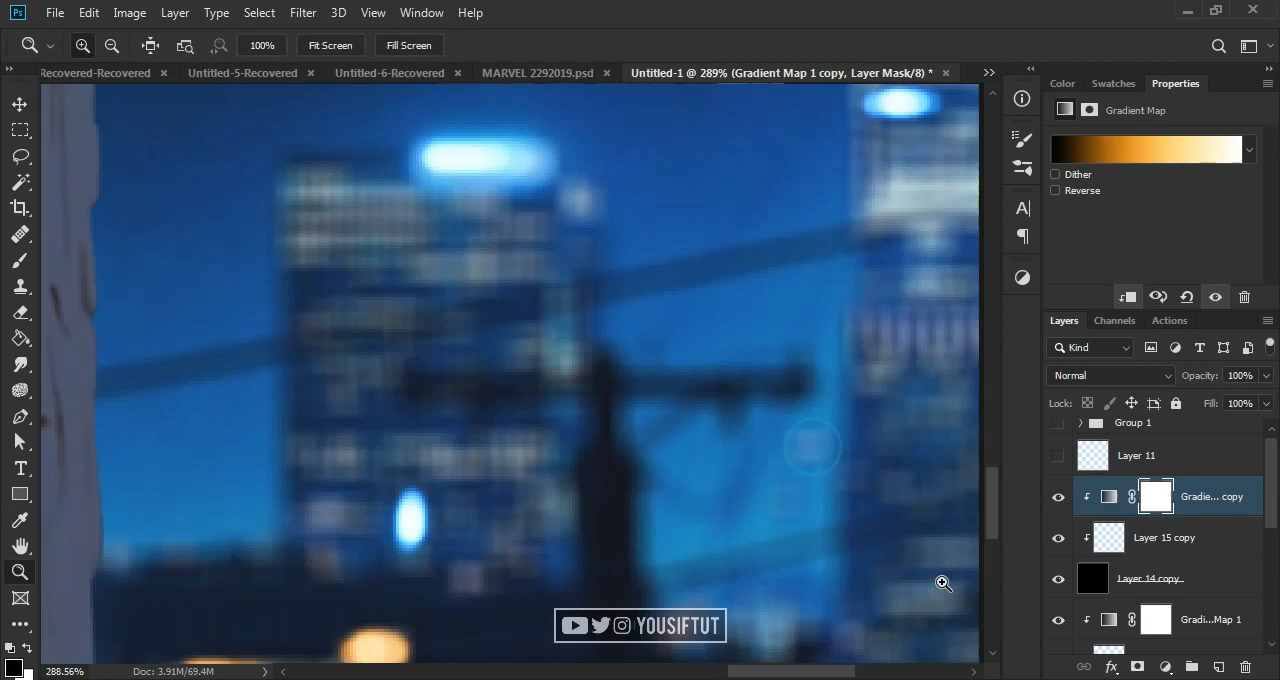 Ps File Edit Image Layer Type Select Filter 3D View Window Help
100% Fit Screen Fill Screen
Recovered-Recovered × Untitled-5-Recovered × Untitled-6-Recovered × MARVEL 2292019.psd × Untitled-1 @ 289% (Gradient Map 1 copy, Layer Mask/8) * ×
Color Swatches Properties
Gradient Map
Dither
Reverse
Layers Channels Actions
Kind
Normal Opacity: 100%
Lock: Fill: 100%
Group 1
Layer 11
Gradie... copy
Layer 15 copy
Layer 14 copy
Gradi...Map 1
YOUSIFTUT
288.56% Doc: 3.91M/69.4M